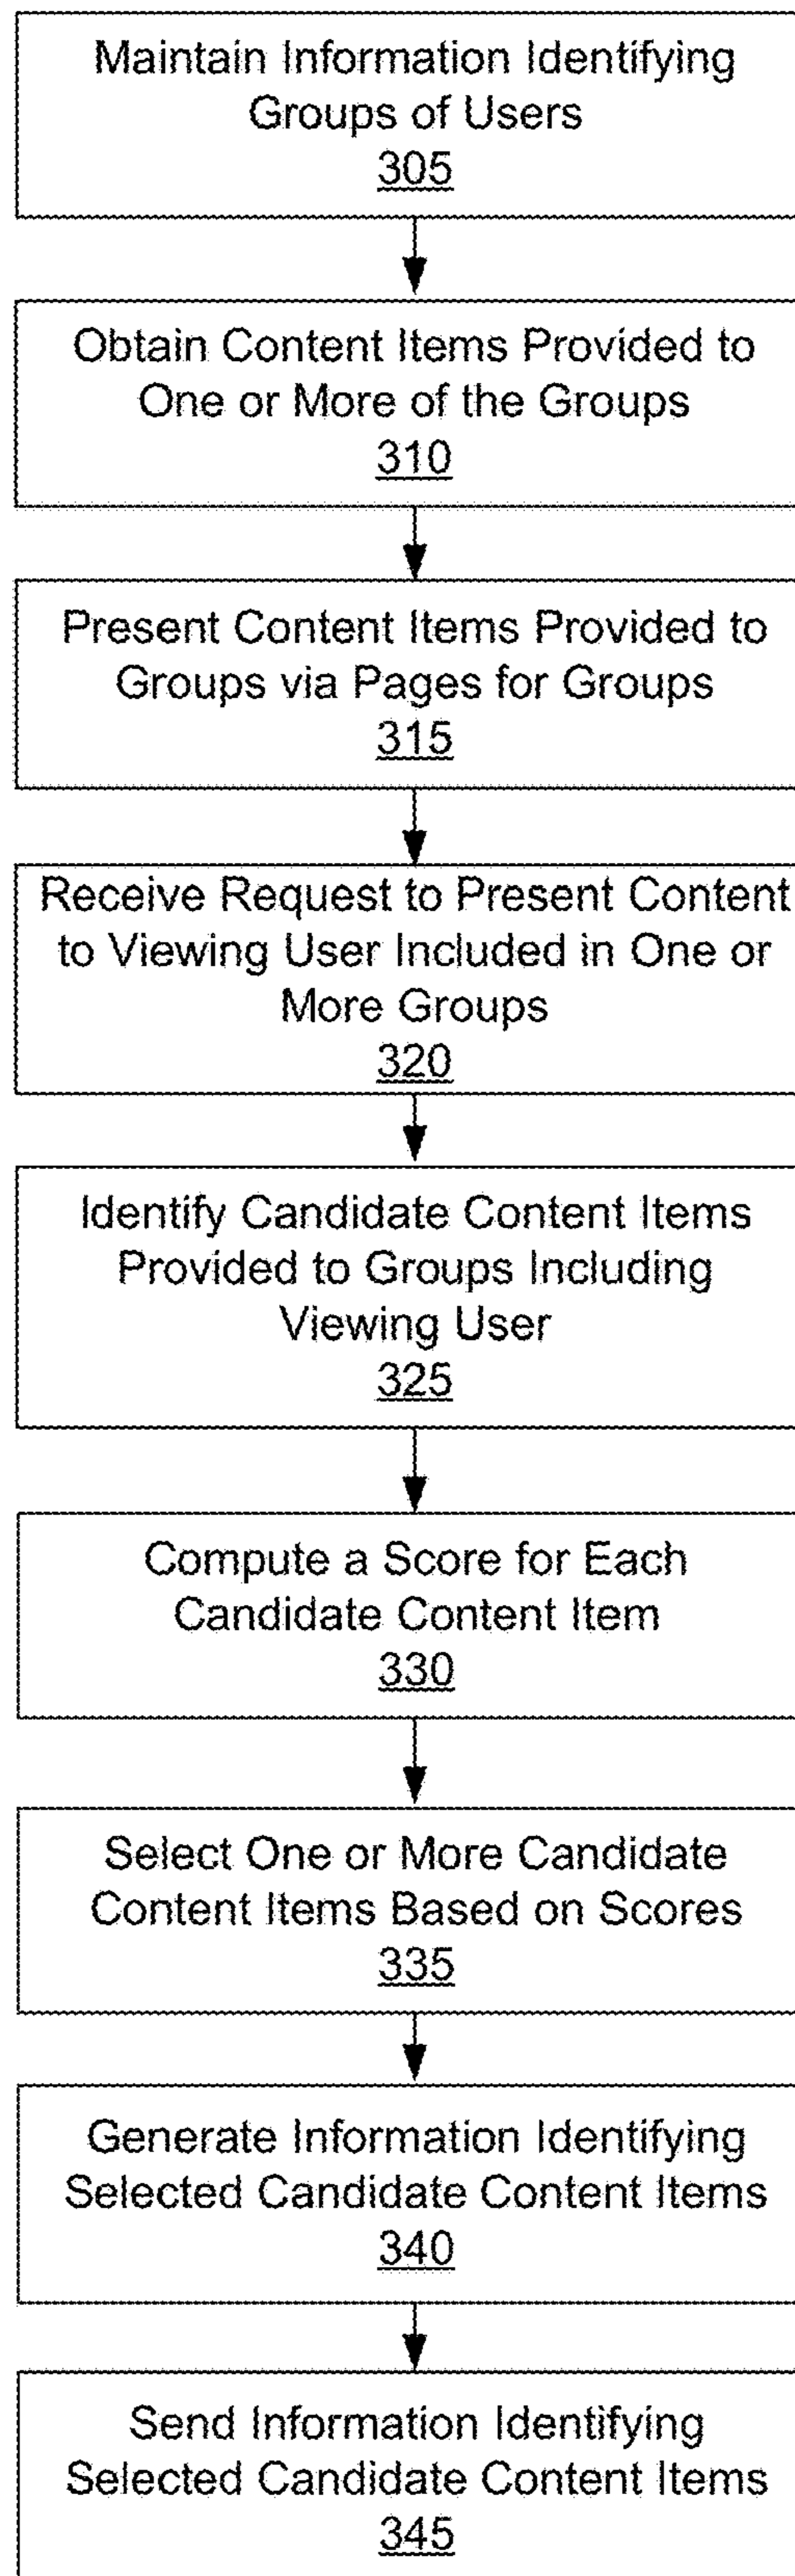 Maintain Information Identifying
Groups of Users
305
Obtain Content Items Provided to
One or More of the Groups
310
Present Content Items Provided to
Groups via Pages for Groups
315
Receive Request to Present Content
to Viewing User Included in One or
More Groups
320
Identify Candidate Content Items
Provided to Groups Including
Viewing User
325
Compute a Score for Each
Candidate Content Item
330
Select One or More Candidate
Content Items Based on Scores
335
Generate Information Identifying
Selected Candidate Content Items
340
Send Information Identifying
Selected Candidate Content Items
345